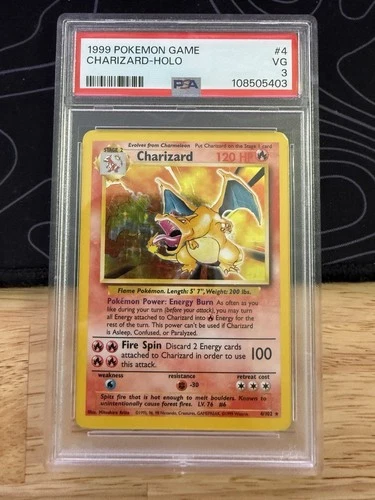 1999 POKEMON GAME #4
CHARIZARD-HOLO VG
3
PSA 108505403
Evolves from Charmeleon Put Charizard on the Stage 1 card
STAGE 2
Charizard 120 HP
Flame Pokémon. Length: 5' 7", Weight: 200 lbs.
Pokémon Power: Energy Burn As often as you
like during your turn (before your attack), you may turn all
Energy attached to Charizard into Energy for the
rest of the turn. This power can't be used if Charizard
is Asleep, Confused, or Paralyzed.
Fire Spin Discard 2 Energy cards
attached to Charizard in order to use
this attack.
100
weakness resistance retreat cost
-30
Spits fire that is hot enough to melt boulders. Known to
unintentionally cause forest fires. LV. 76 #6
Illus. Mitsuhiro Arita
4/102